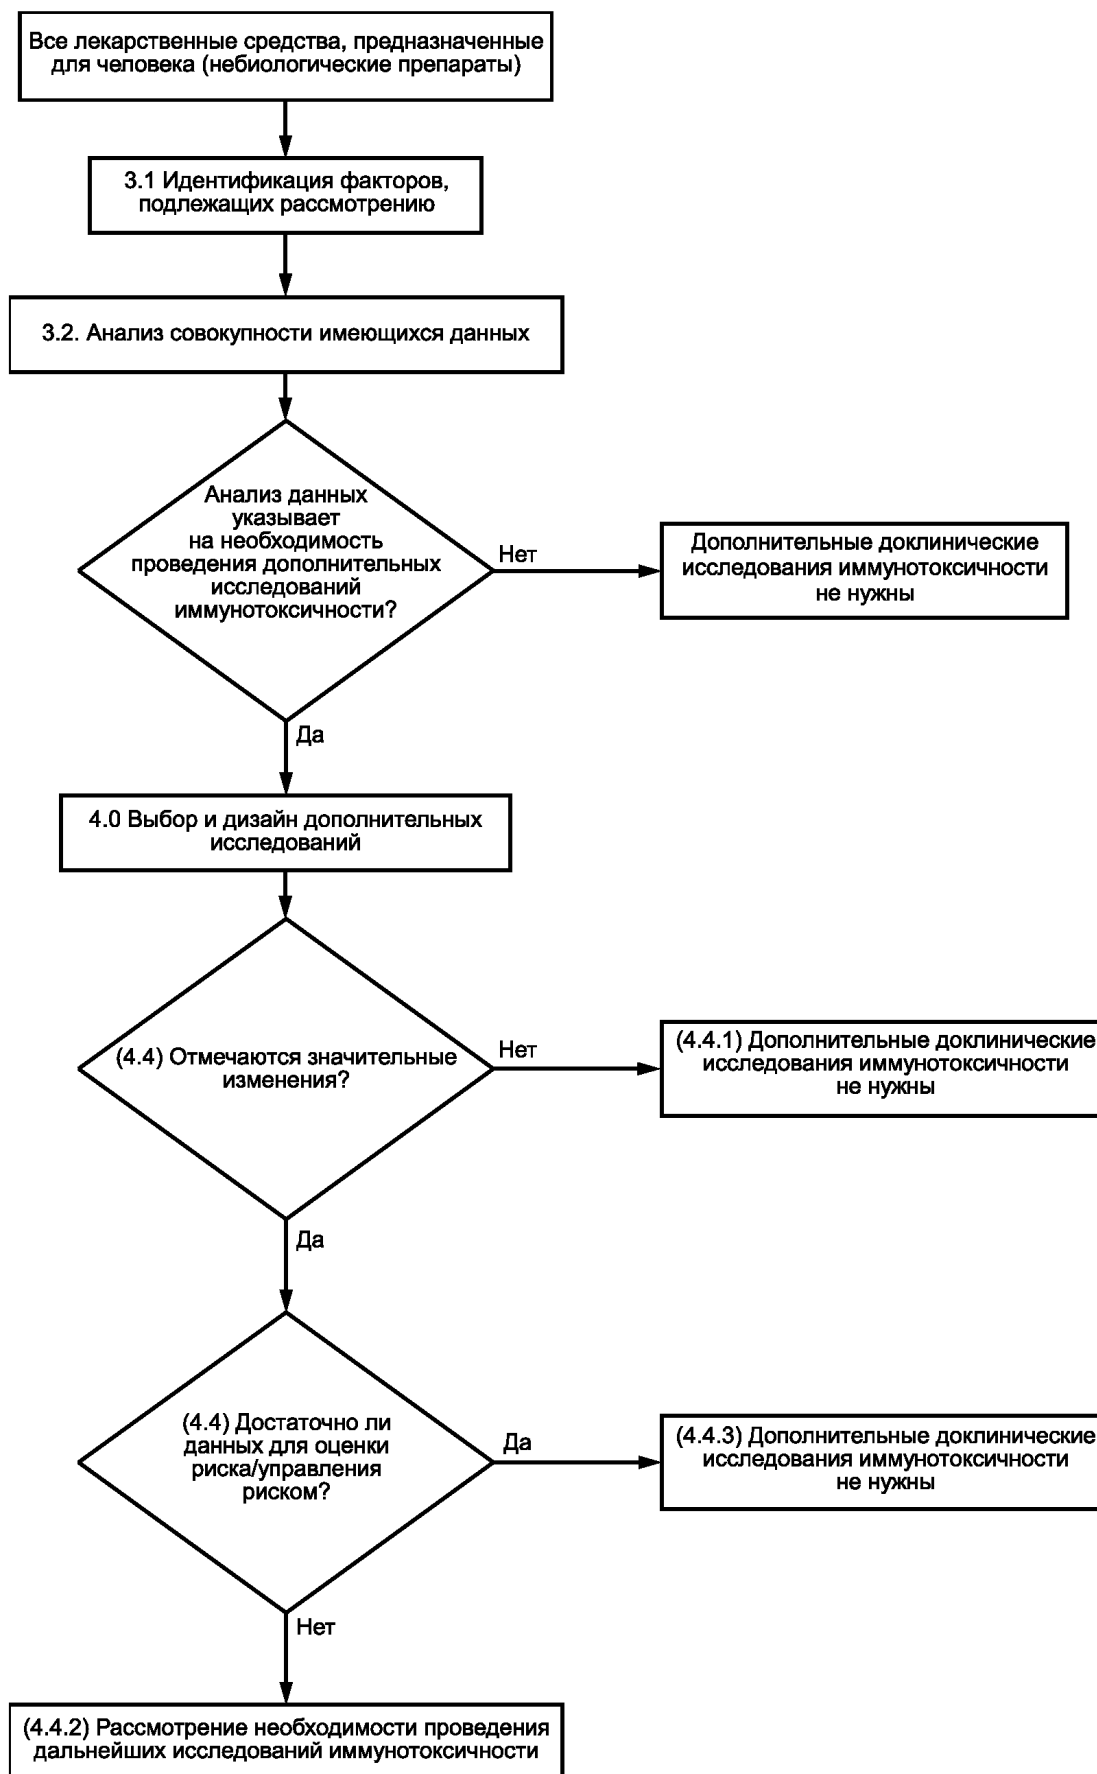 Все лекарственные средства, предназначенные
для человека (небиологические препараты)
3.1 Идентификация факторов,
подлежащих рассмотрению
3.2. Анализ совокупности имеющихся данных
Анализ данных
указывает
на необходимость
проведения дополнительных
исследований
иммунотоксичности?
Нет
Дополнительные доклинические
исследования иммунотоксичности
не нужны
Да
4.0 Выбор и дизайн дополнительных
исследований
(4.4) Отмечаются значительные
изменения?
Нет
(4.4.1) Дополнительные доклинические
исследования иммунотоксичности
не нужны
Да
(4.4) Достаточно ли
данных для оценки
риска/управления
риском?
Да
(4.4.3) Дополнительные доклинические
исследования иммунотоксичности
не нужны
Нет
(4.4.2) Рассмотрение необходимости проведения
дальнейших исследований иммунотоксичности